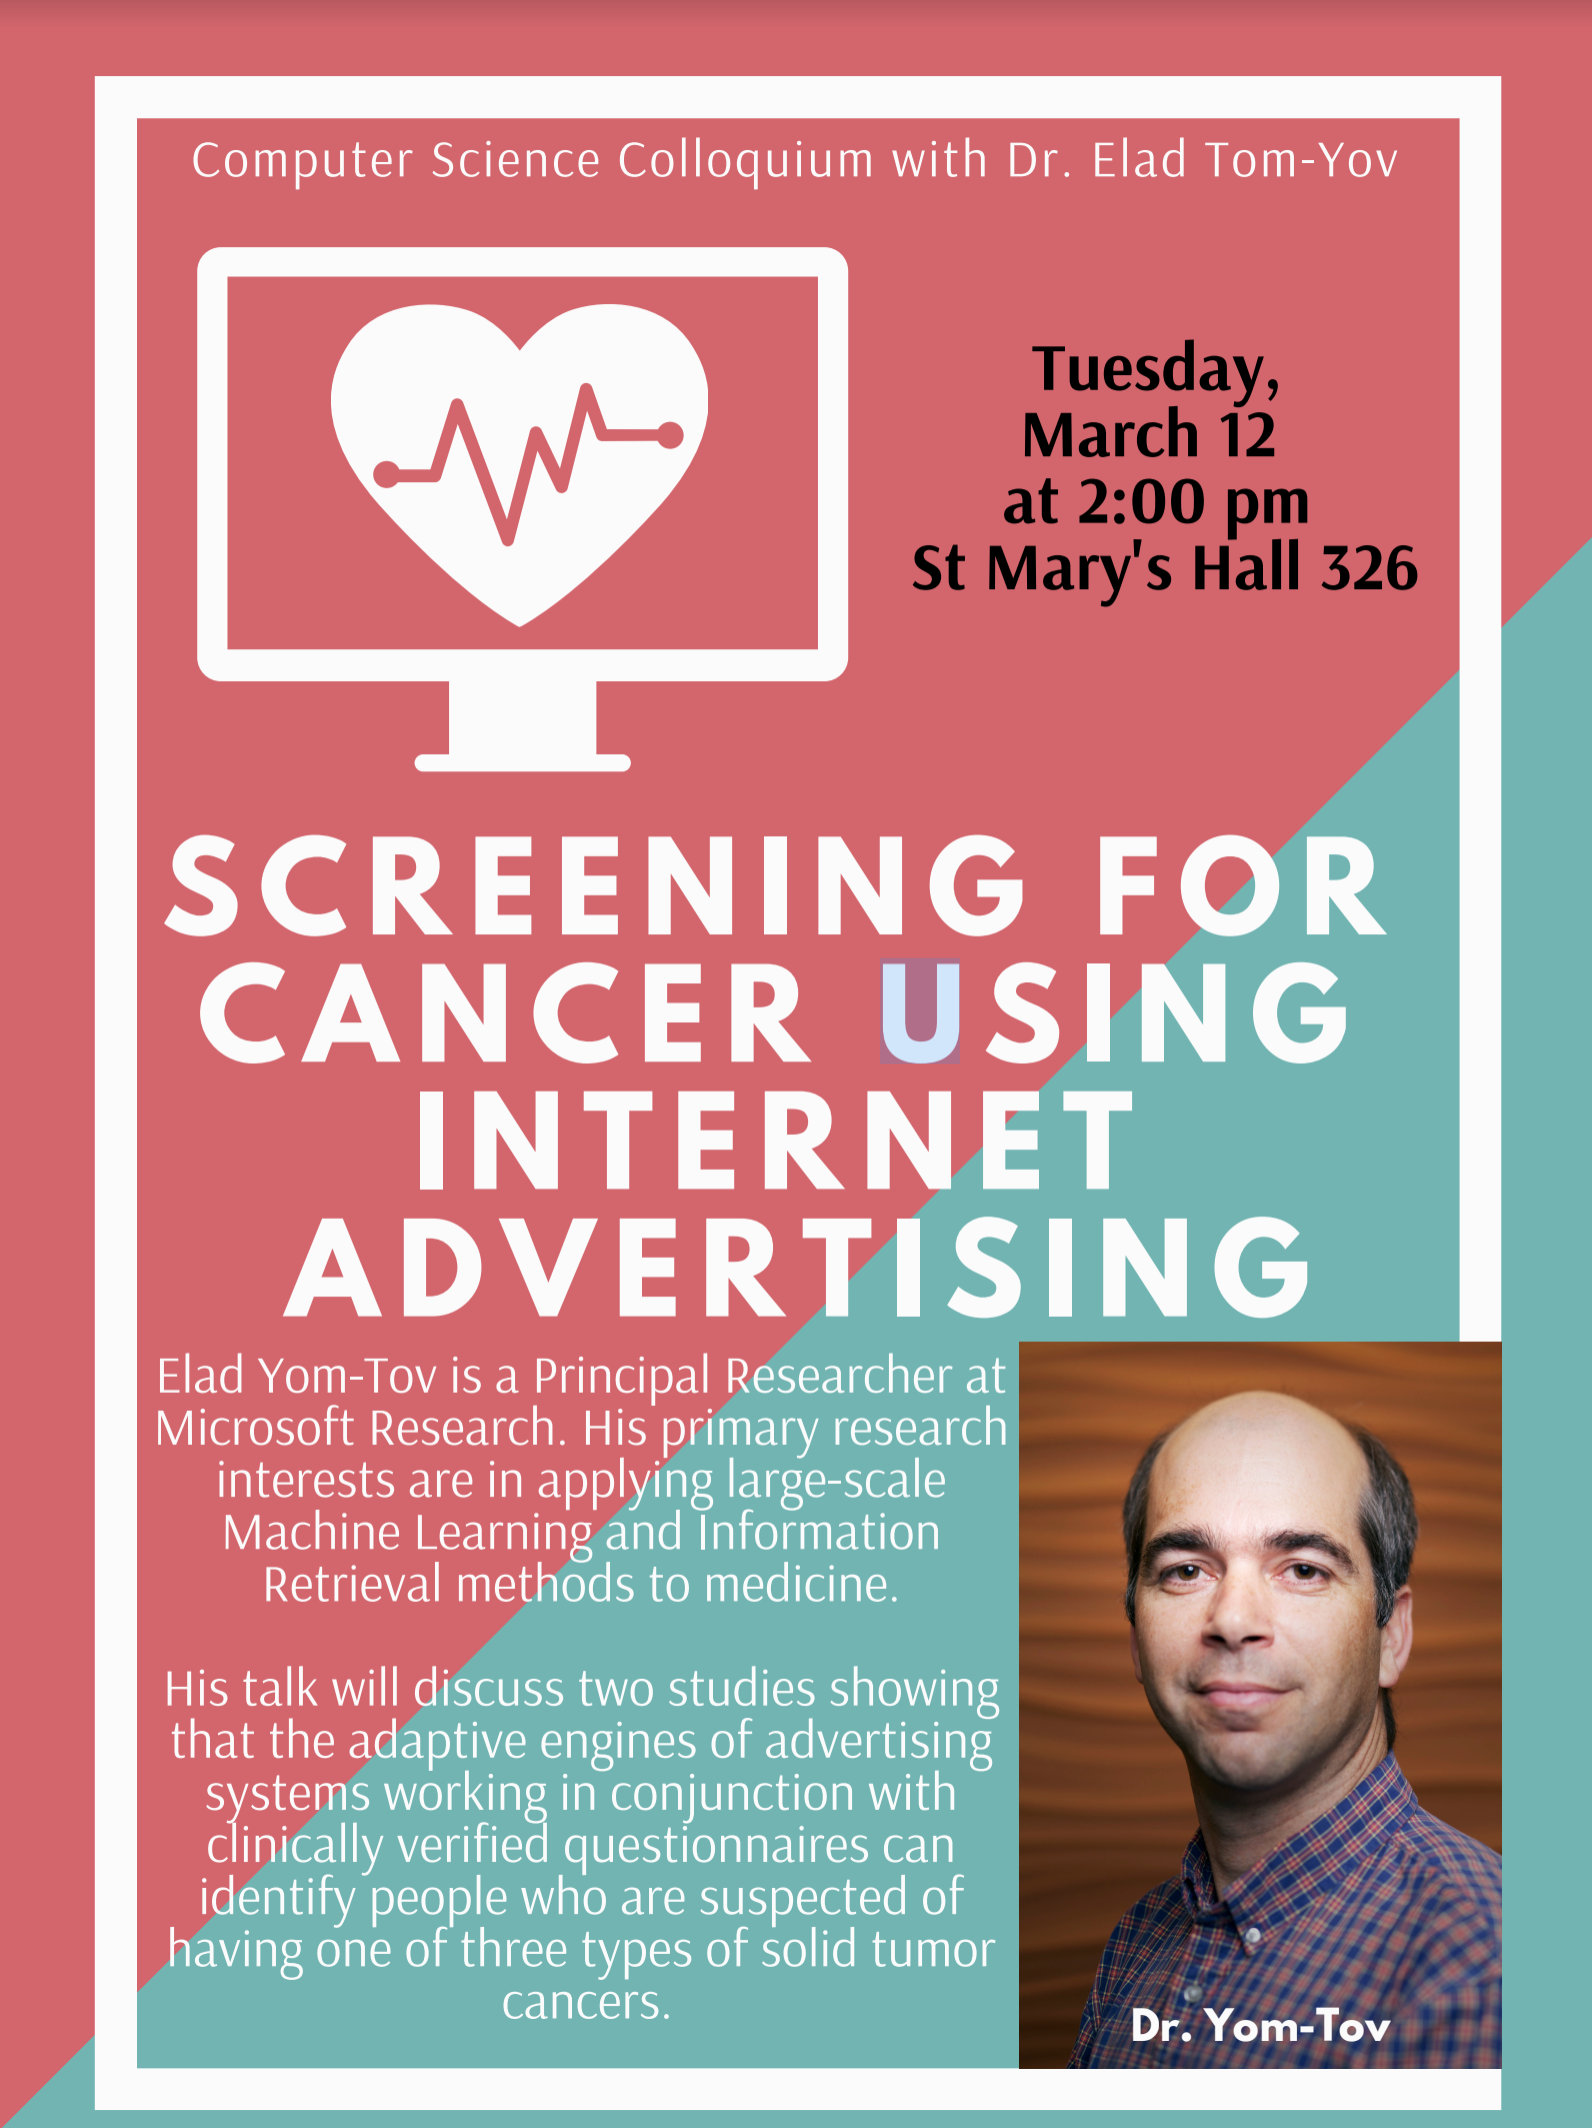 Computer Science Colloquium with Dr. Elad Tom-Yov
Tuesday,
March 12
at 2:00 pm
St Mary's Hall 326
SCREENING FOR
CANCER USING
INTERNET
ADVERTISING
Elad Yom-Tov is a Principal Researcher at
Microsoft Research. His primary research
interests are in applying large-scale
Machine Learning and Information
Retrieval methods to medicine.
His talk will discuss two studies showing
that the adaptive engines of advertising
systems working in conjunction with
clinically verified questionnaires can
identify people who are suspected of
having one of three types of solid tumor
cancers.
Dr. Yom-Tov